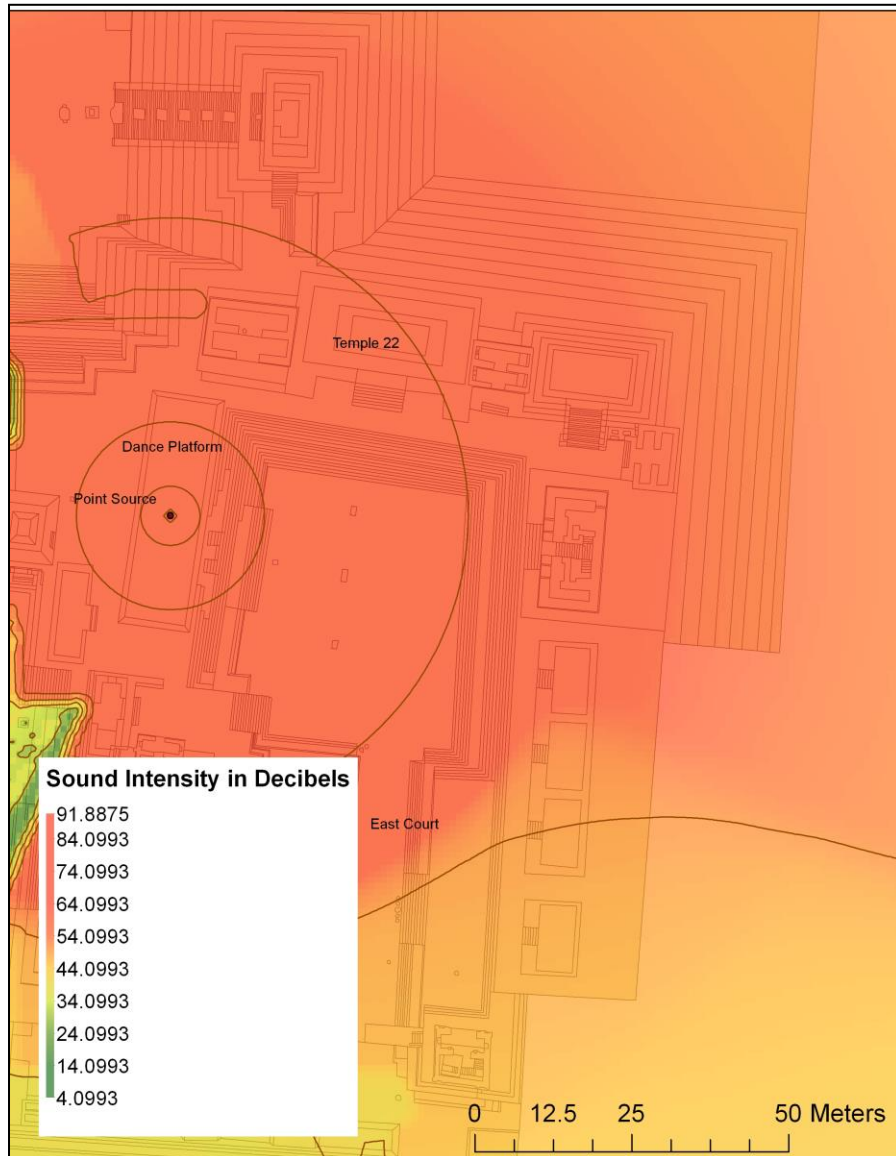 Temple 22
Dance Platform
Point Source
East Court
Sound Intensity in Decibels
91.8875
84.0993
74.0993
64.0993
54.0993
44.0993
34.0993
24.0993
14.0993
4.0993
0 12.5 25 50 Meters